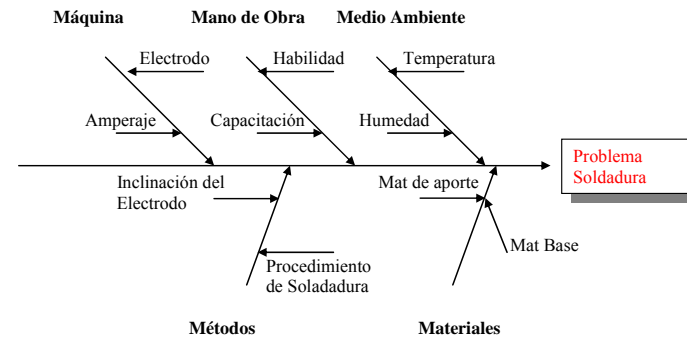 Máquina Mano de Obra Medio Ambiente
Electrodo Habilidad Temperatura
Amperaje Capacitación Humedad
Problema
Soldadura
Inclinación del
Electrodo
Mat de aporte
Mat Base
Procedimiento
de Soladadura
Métodos Materiales